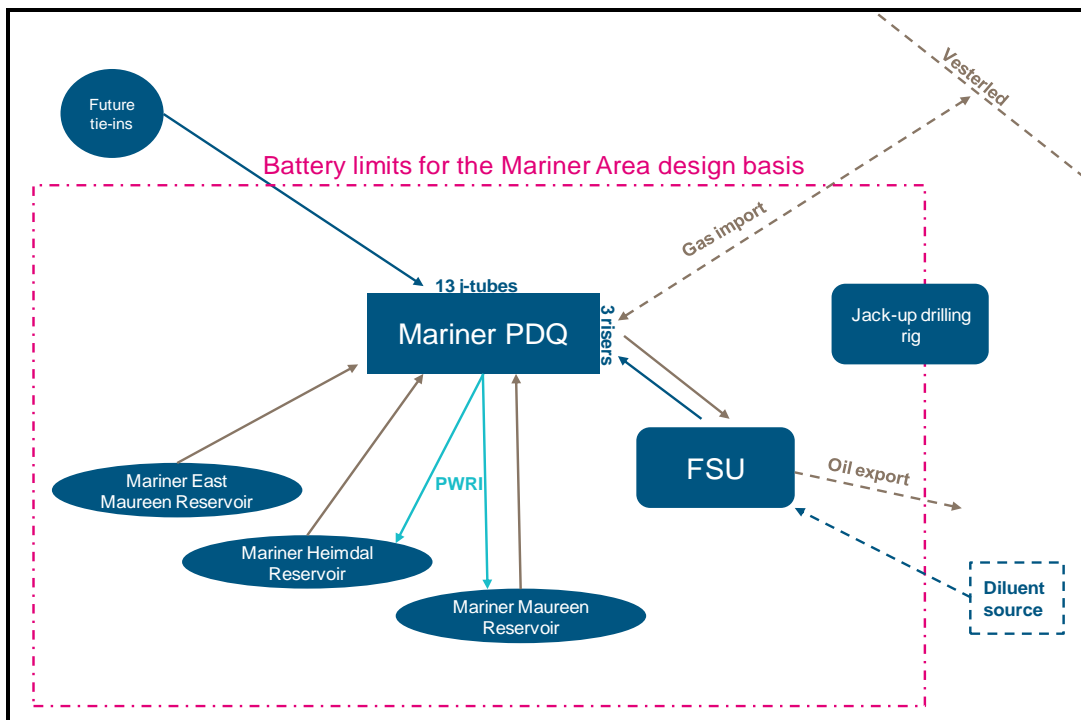 Vesterled
Future
tie-ins
Battery limits for the Mariner Area design basis
Gas import
13 j-tubes
Mariner PDQ
3 risers
Jack-up drilling
rig
FSU
Oil export
Mariner East
Maureen Reservoir
PWRI
Mariner Heimdal
Reservoir
Mariner Maureen
Reservoir
Diluent
source